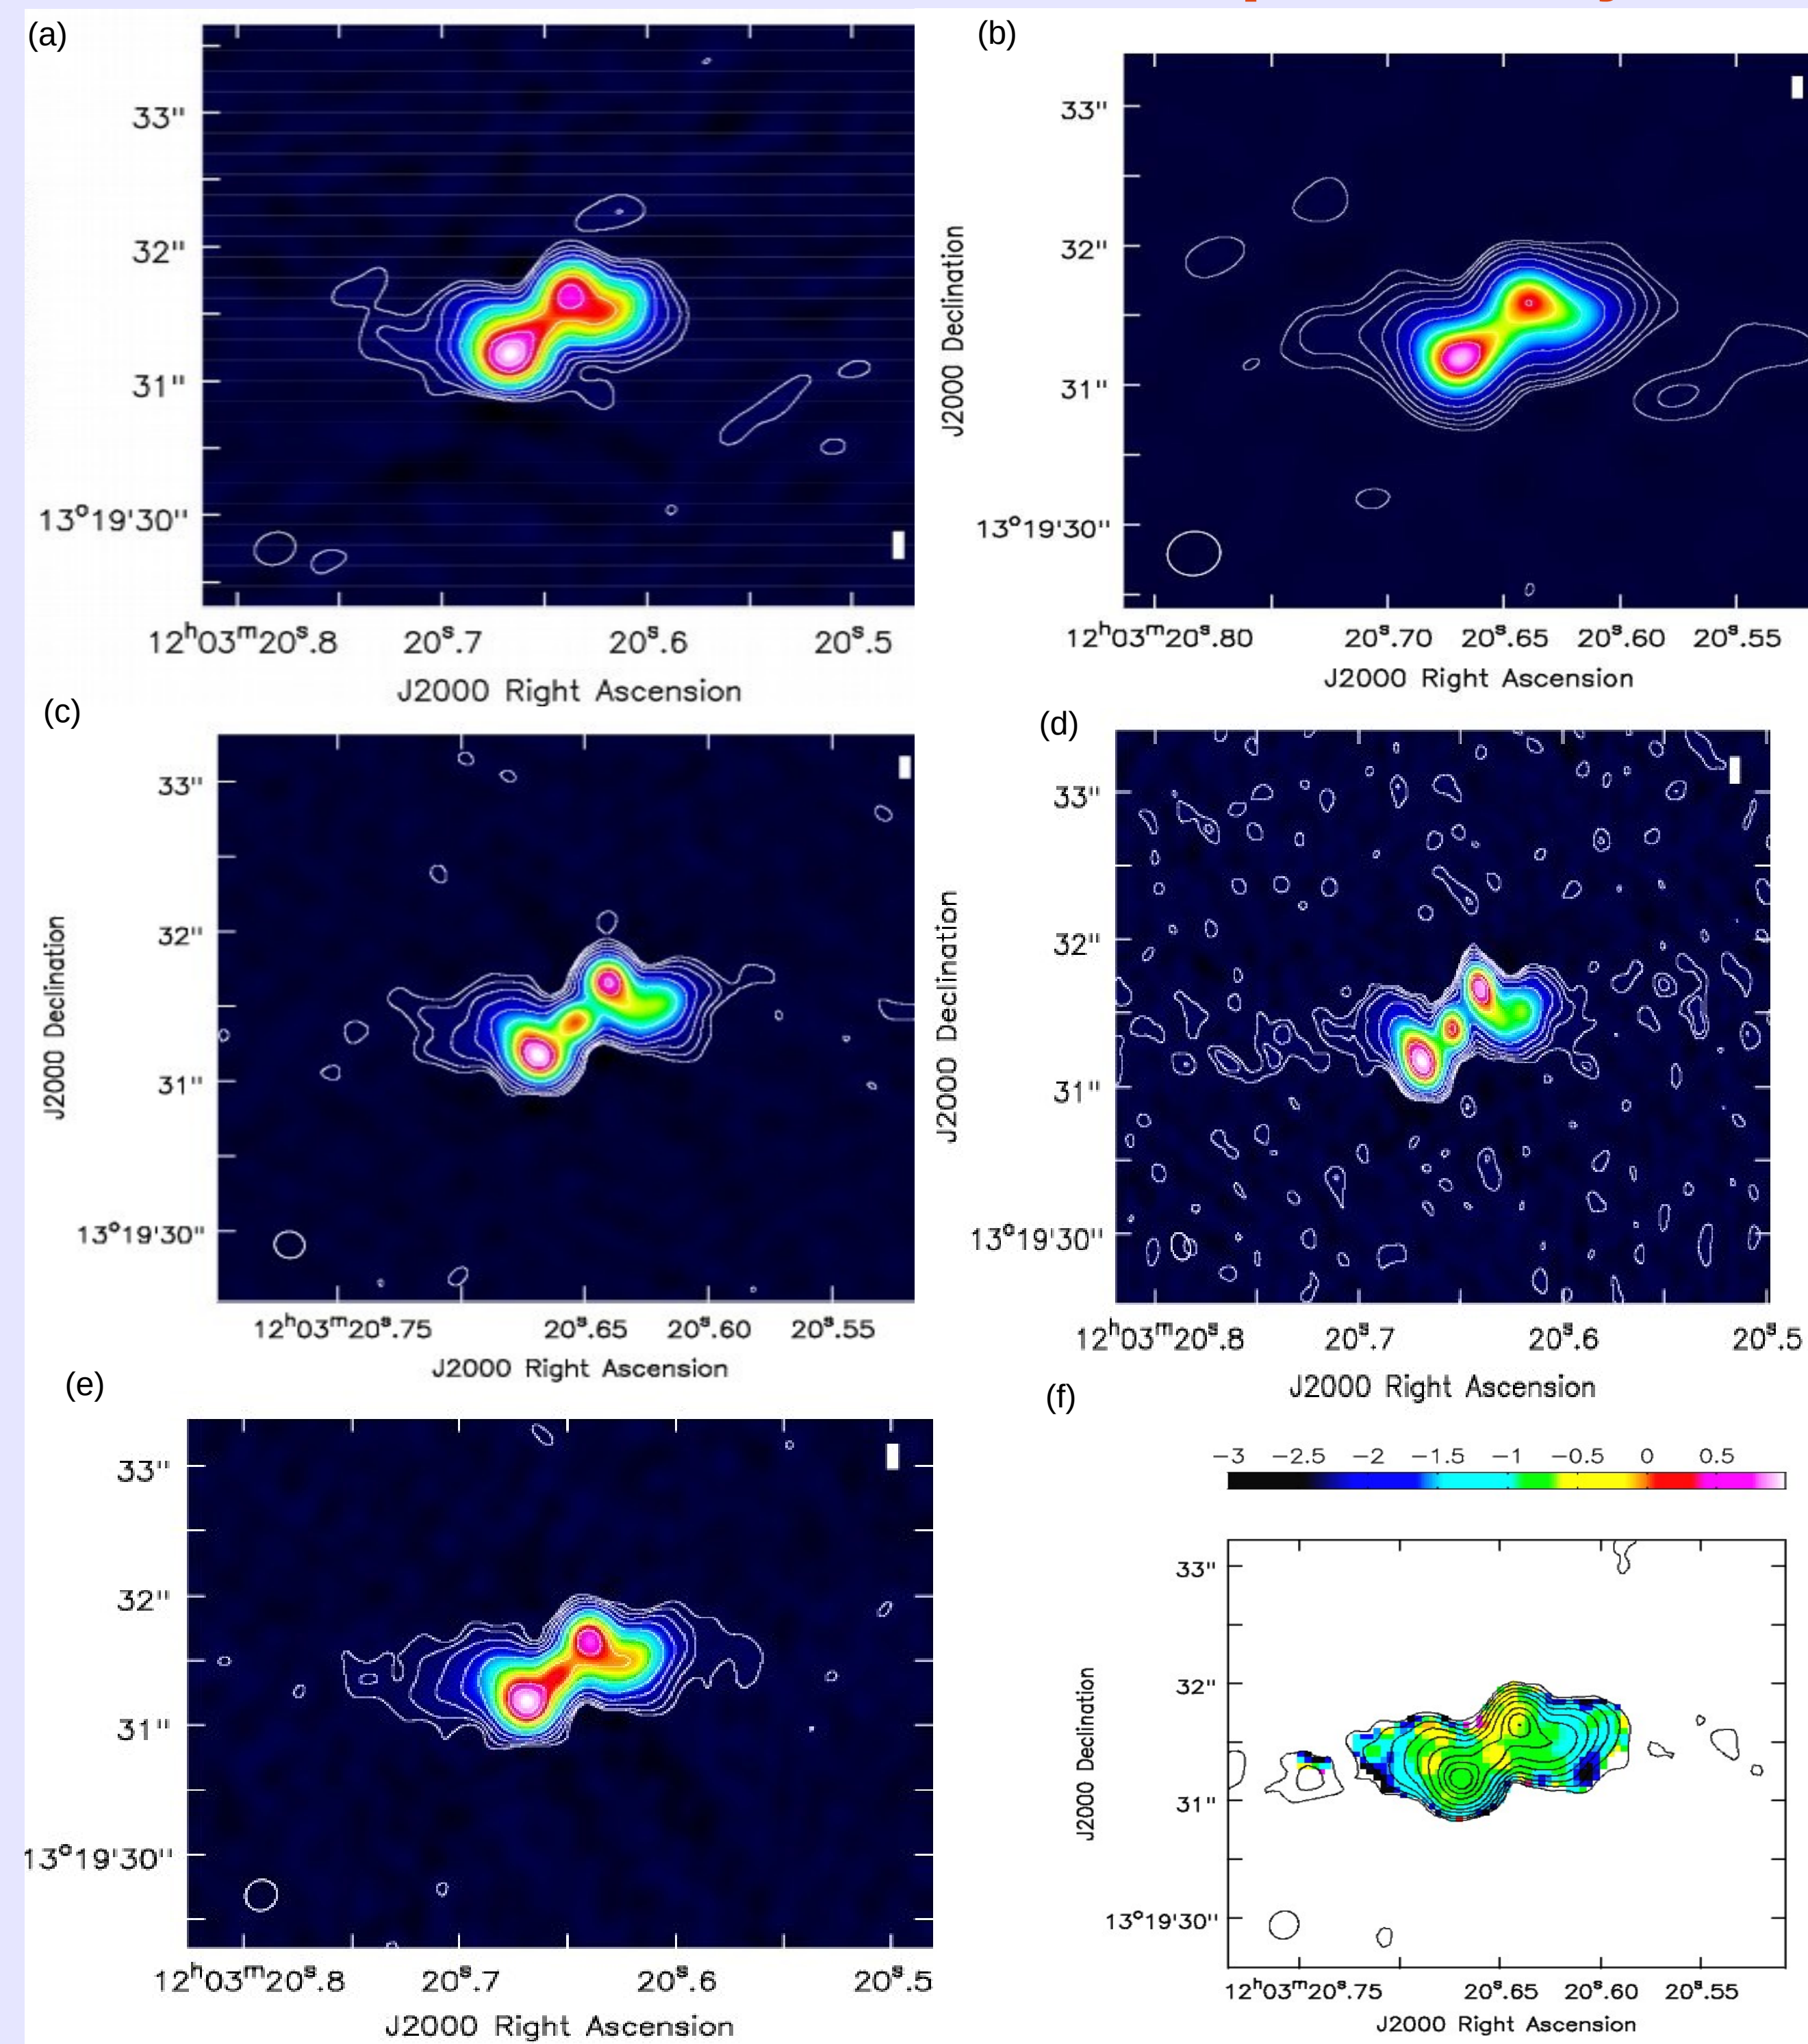 (a)
33"
32"
31"
13°19'30"
12ʰ03ᵐ20ˢ.8 20ˢ.7 20ˢ.6 20ˢ.5
J2000 Right Ascension
(b)
J2000 Declination
33"
32"
31"
13°19'30"
12ʰ03ᵐ20ˢ.80 20ˢ.70 20ˢ.65 20ˢ.60 20ˢ.55
J2000 Right Ascension
(c)
J2000 Declination
33"
32"
31"
13°19'30"
12ʰ03ᵐ20ˢ.75 20ˢ.65 20ˢ.60 20ˢ.55
J2000 Right Ascension
(d)
J2000 Declination
33"
32"
31"
13°19'30"
12ʰ03ᵐ20ˢ.8 20ˢ.7 20ˢ.6 20ˢ.5
J2000 Right Ascension
(e)
33"
32"
31"
13°19'30"
12ʰ03ᵐ20ˢ.8 20ˢ.7 20ˢ.6 20ˢ.5
J2000 Right Ascension
(f)
−3 −2.5 −2 −1.5 −1 −0.5 0 0.5
J2000 Declination
33"
32"
31"
13°19'30"
12ʰ03ᵐ20ˢ.75 20ˢ.65 20ˢ.60 20ˢ.55
J2000 Right Ascension